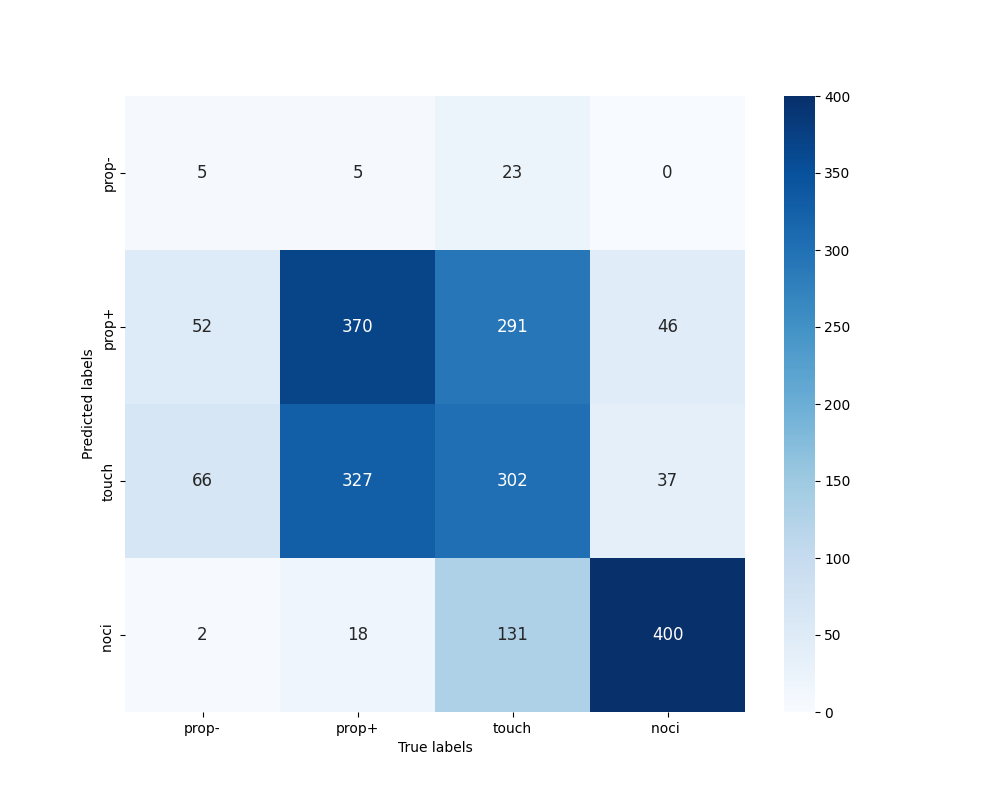 prop- 5 5 23 0
prop+ 52 370 291 46
touch 66 327 302 37
noci 2 18 131 400
prop- prop+ touch noci
True labels
Predicted labels
400
350
300
250
200
150
100
50
0